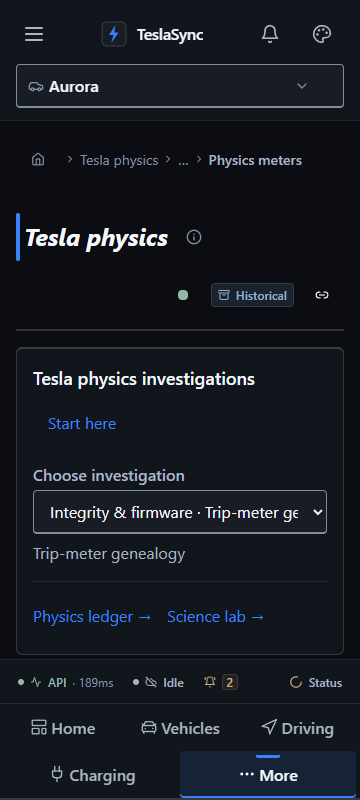 TeslaSync
Aurora
Tesla physics
...
Physics meters
Tesla physics
Historical
Tesla physics investigations
Start here
Choose investigation
Integrity & firmware · Trip-meter ge
Trip-meter genealogy
Physics ledger → Science lab →
API · 189ms Idle 2 Status
Home Vehicles Driving
Charging More